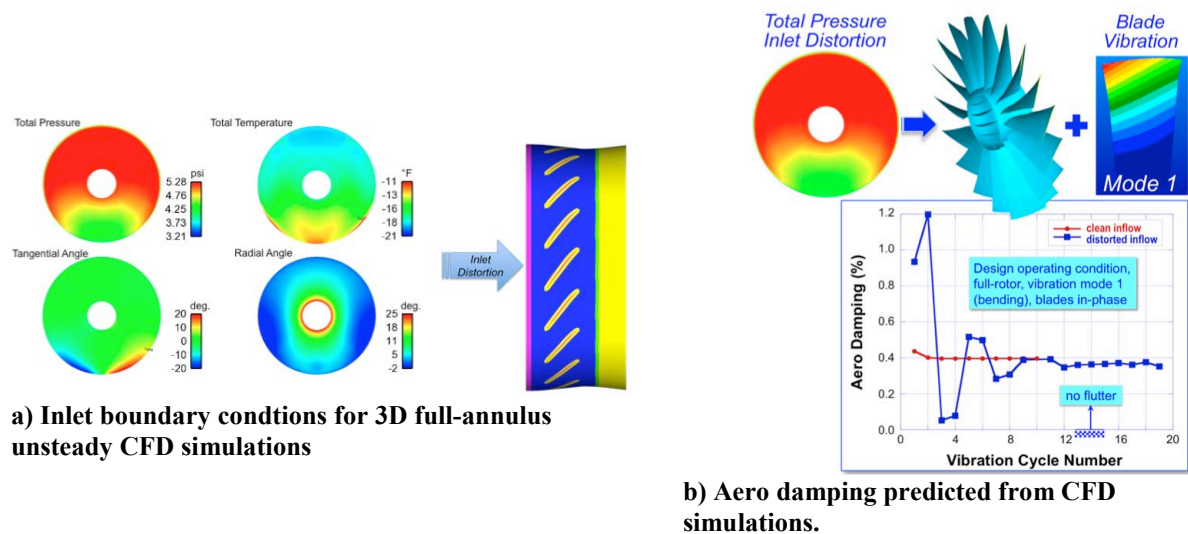 Total Pressure
psi
5.28
4.76
4.25
3.73
3.21
Total Temperature
°F
-11
-13
-16
-18
-21
Tangential Angle
deg.
20
10
0
-10
-20
Radial Angle
deg.
25
18
11
5
-2
Inlet
Distortion
a) Inlet boundary condtions for 3D full-annulus
unsteady CFD simulations
Total Pressure
Inlet Distortion
Blade
Vibration
Mode 1
Aero Damping (%)
1.2
1.0
0.8
0.6
0.4
0.2
0.0
clean inflow
distorted inflow
Design operating condition,
full-rotor, vibration mode 1
(bending), blades in-phase
no flutter
0 4 8 12 16 20
Vibration Cycle Number
b) Aero damping predicted from CFD
simulations.